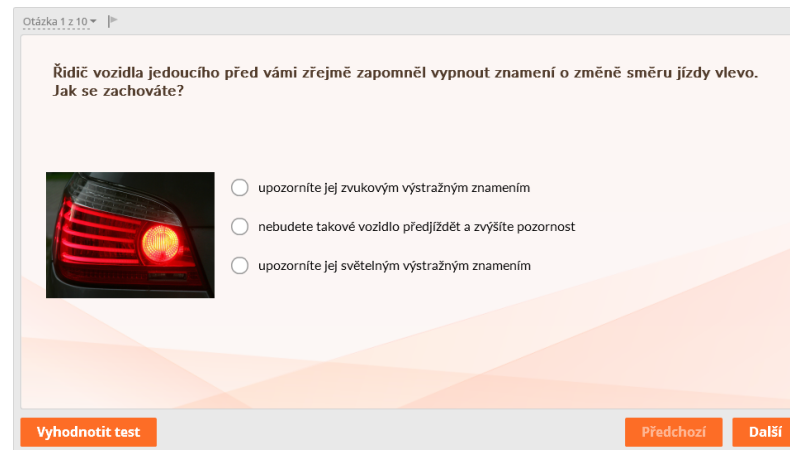 Otázka 1 z 10
Řidič vozidla jedoucího před vámi zřejmě zapomněl vypnout znamení o změně směru jízdy vlevo.
Jak se zachováte?
upozorníte jej zvukovým výstražným znamením
nebudete takové vozidlo předjíždět a zvýšíte pozornost
upozorníte jej světelným výstražným znamením
Vyhodnotit test
Předchozí
Další